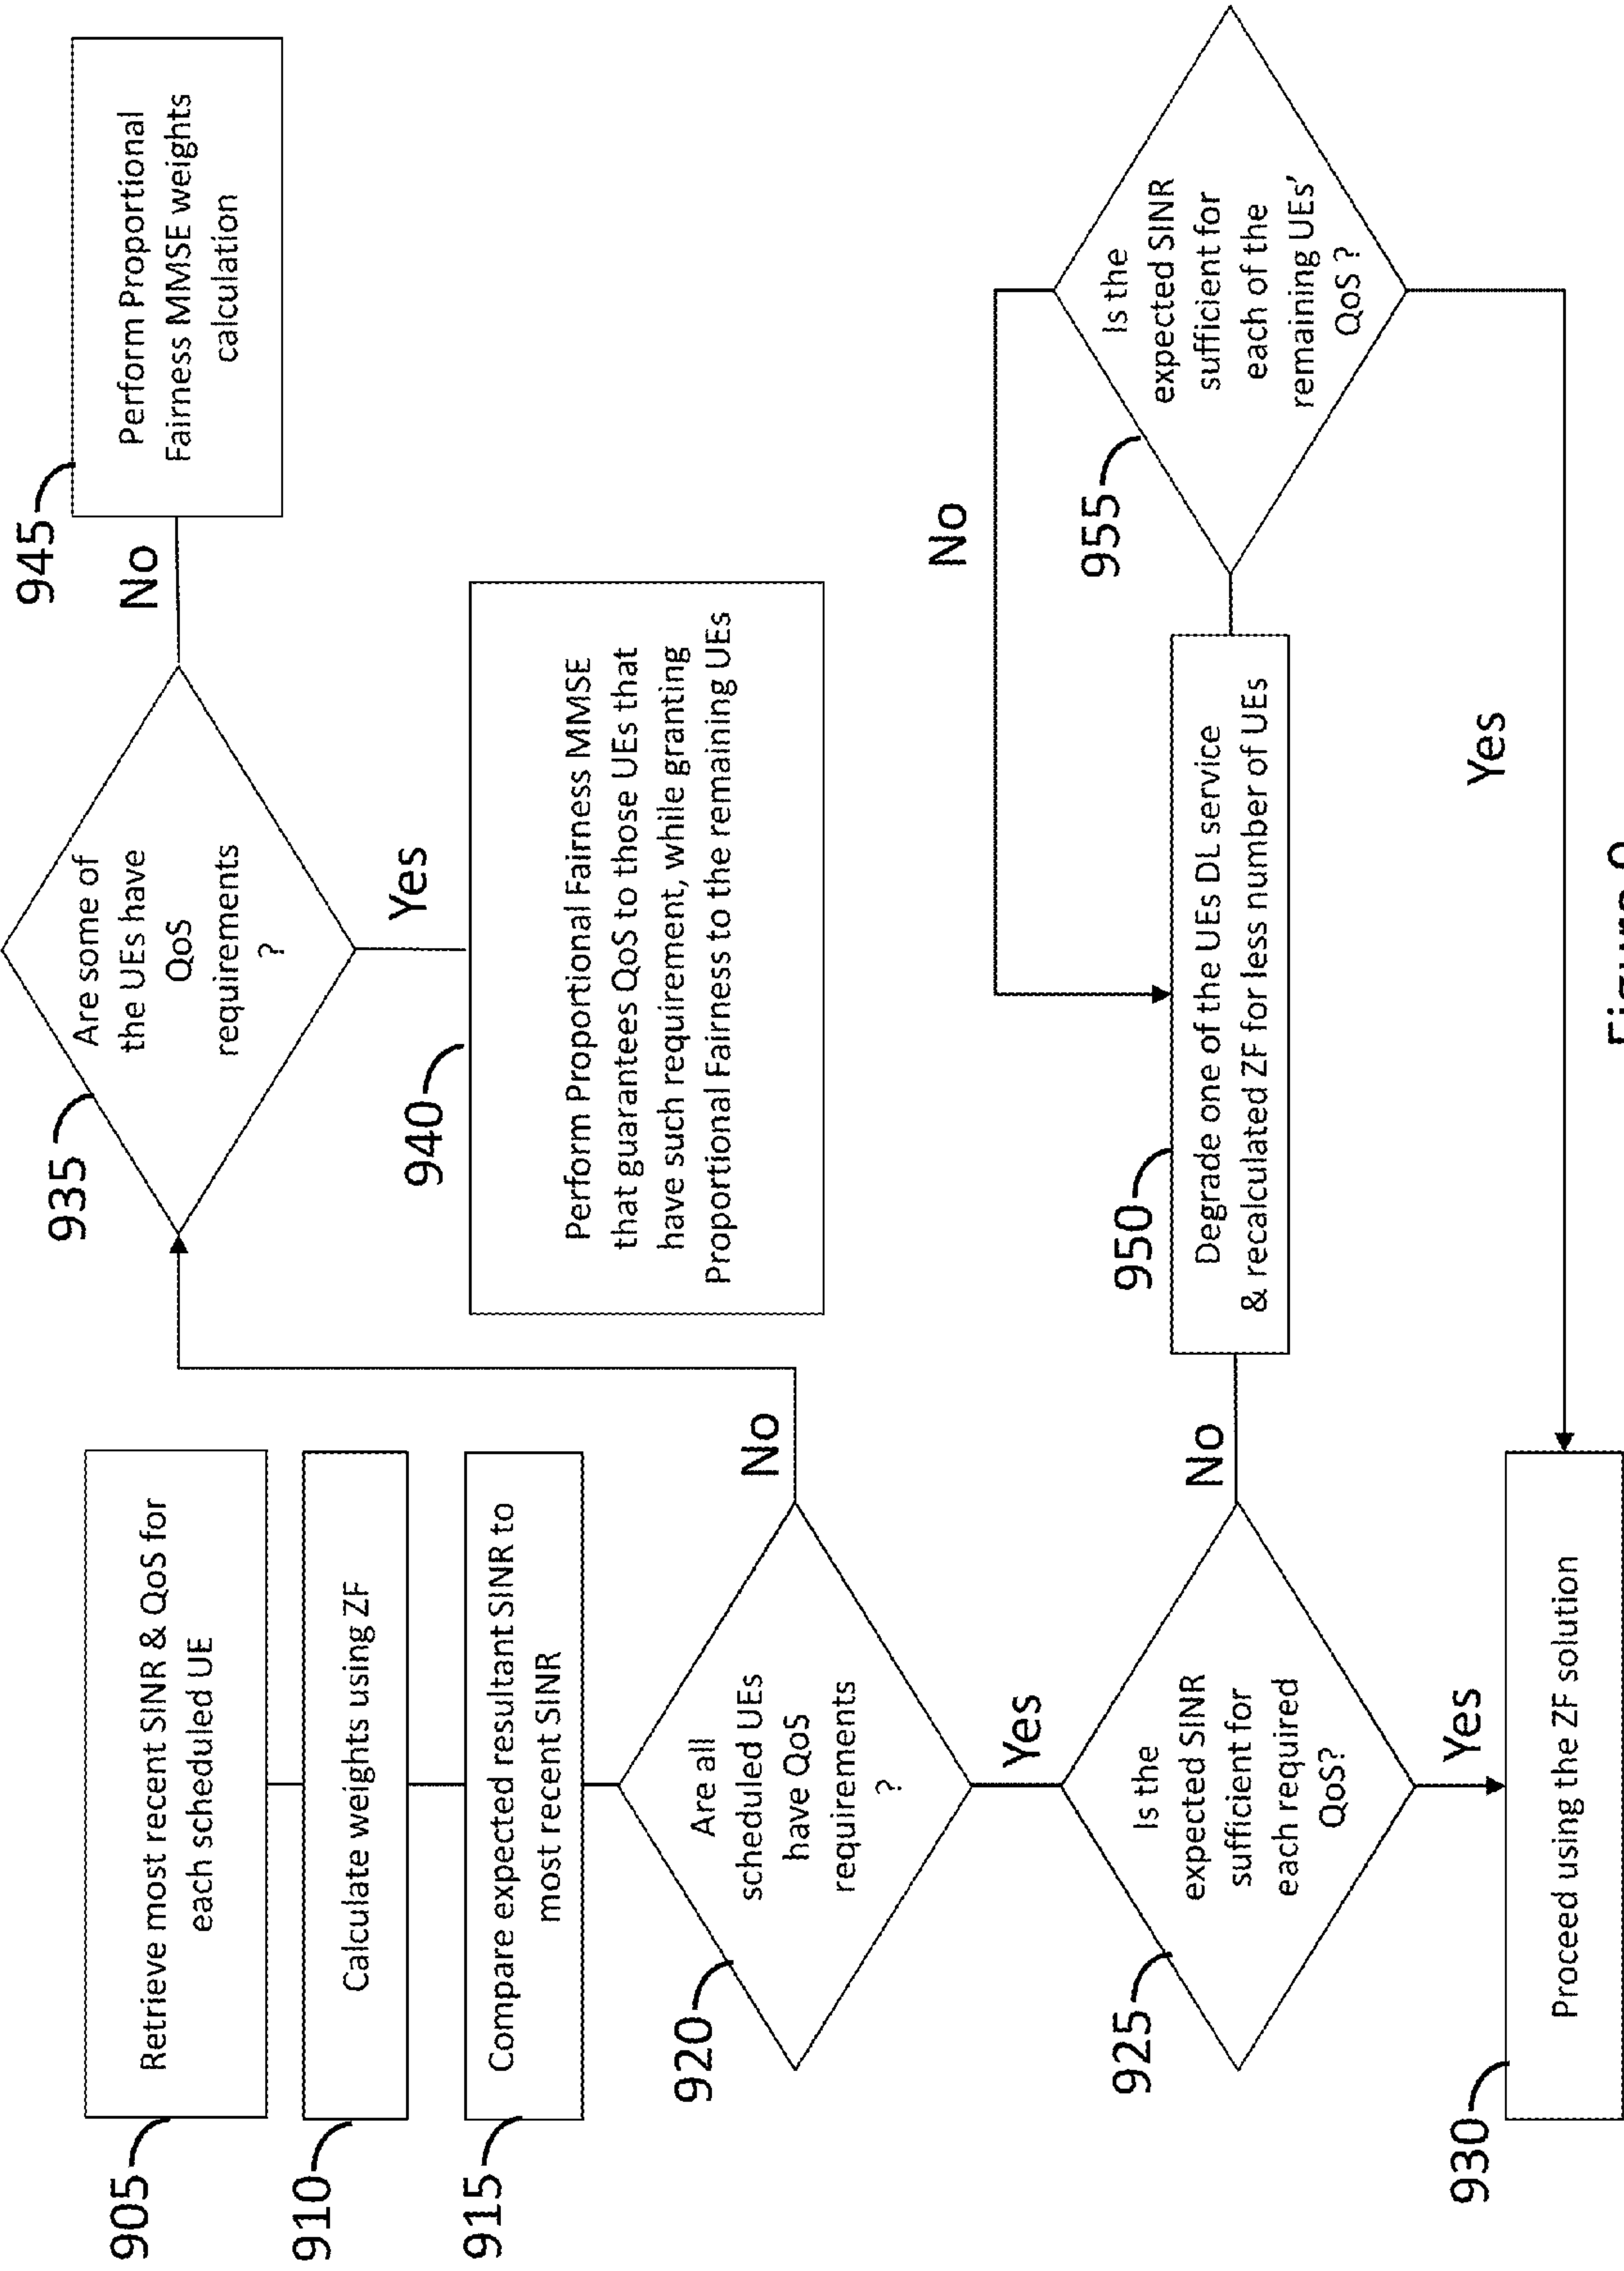 905
Retrieve most recent SINR & QoS for
each scheduled UE
910
Calculate weights using ZF
915
Compare expected resultant SINR to
most recent SINR
920
Are all
scheduled UEs
have QoS
requirements
?
No
Yes
925
Is the
expected SINR
sufficient for
each required
QoS?
No
Yes
930
Proceed using the ZF solution
935
Are some of
the UEs have
QoS
requirements
?
No
Yes
940
Perform Proportional Fairness MMSE
that guarantees QoS to those UEs that
have such requirement, while granting
Proportional Fairness to the remaining UEs
945
Perform Proportional
Fairness MMSE weights
calculation
950
Degrade one of the UEs DL service
& recalculated ZF for less number of UEs
955
Is the
expected SINR
sufficient for
each of the
remaining UEs'
QoS ?
No
Yes